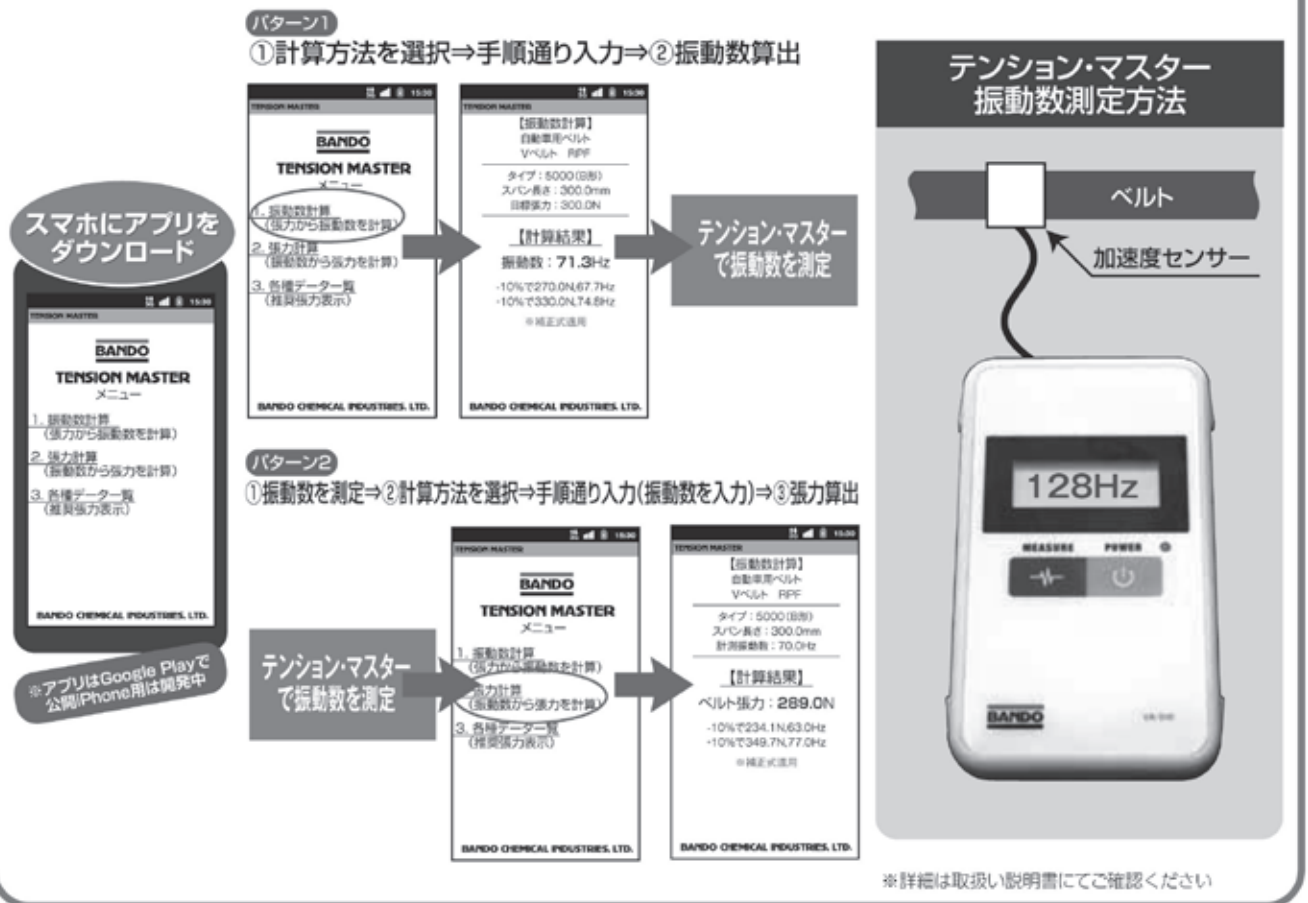 パターン1
①計算方法を選択⇒手順通り入力⇒②振動数算出
スマホにアプリを
ダウンロード
15:30
TENSION MASTER
BANDO
TENSION MASTER
メニュー
1. 振動数計算
(張力から振動数を計算)
2. 張力計算
(振動数から張力を計算)
3. 各種データ一覧
(推奨張力表示)
BANDO CHEMICAL INDUSTRIES, LTD.
※アプリはGoogle Playで
公開/iPhone用は開発中
15:30
TENSION MASTER
BANDO
TENSION MASTER
メニュー
1. 振動数計算
(張力から振動数を計算)
2. 張力計算
(振動数から張力を計算)
3. 各種データ一覧
(推奨張力表示)
BANDO CHEMICAL INDUSTRIES, LTD.
15:30
TENSION MASTER
【振動数計算】
自動車用ベルト
Vベルト RPF
タイプ:5000(B形)
スパン長さ:300.0mm
目標張力:300.0N
【計算結果】
振動数:71.3Hz
-10%で270.0N,67.7Hz
-10%で330.0N,74.8Hz
※補正式適用
BANDO CHEMICAL INDUSTRIES, LTD.
テンション・マスター
で振動数を測定
パターン2
①振動数を測定⇒②計算方法を選択⇒手順通り入力(振動数を入力)⇒③張力算出
テンション・マスター
で振動数を測定
15:30
TENSION MASTER
BANDO
TENSION MASTER
メニュー
1. 振動数計算
(張力から振動数を計算)
張力計算
(振動数から張力を計算)
3. 各種データ一覧
(推奨張力表示)
BANDO CHEMICAL INDUSTRIES, LTD.
15:30
TENSION MASTER
【振動数計算】
自動車用ベルト
Vベルト RPF
タイプ:5000(B形)
スパン長さ:300.0mm
計測振動数:70.0Hz
【計算結果】
ベルト張力:289.0N
-10%で234.1N,63.0Hz
-10%で349.7N,77.0Hz
※補正式適用
BANDO CHEMICAL INDUSTRIES, LTD.
テンション・マスター
振動数測定方法
ベルト
加速度センサー
128Hz
MEASURE POWER
BANDO
※詳細は取扱い説明書にてご確認ください